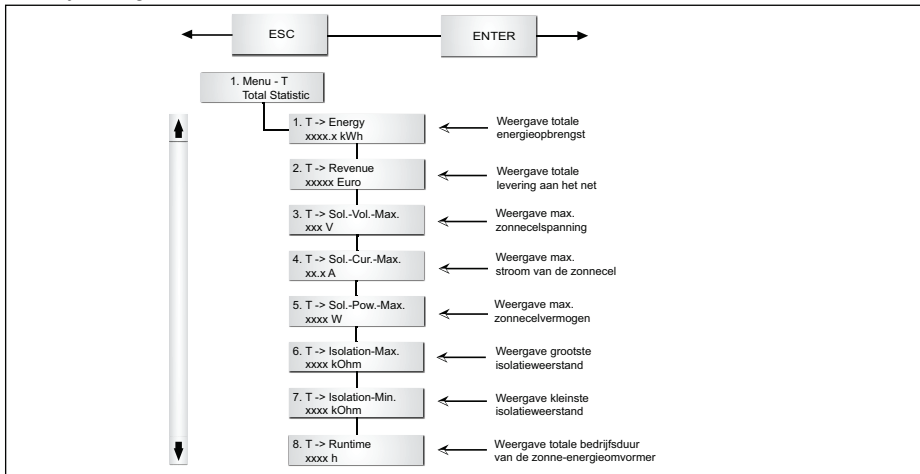 ESC
ENTER
1. Menu - T
Total Statistic
1. T -> Energy
xxxx.x kWh
Weergave totale
energieopbrengst
2. T -> Revenue
xxxxx Euro
Weergave totale
levering aan het net
3. T -> Sol.-Vol.-Max.
xxx V
Weergave max.
zonnecelspanning
4. T -> Sol.-Cur.-Max.
xx.x A
Weergave max.
stroom van de zonnecel
5. T -> Sol.-Pow.-Max.
xxxx W
Weergave max.
zonnecelvermogen
6. T -> Isolation-Max.
xxxx kOhm
Weergave grootste
isolatieweerstand
7. T -> Isolation-Min.
xxxx kOhm
Weergave kleinste
isolatieweerstand
8. T -> Runtime
xxxx h
Weergave totale bedrijfsduur
van de zonne-energieomvormer